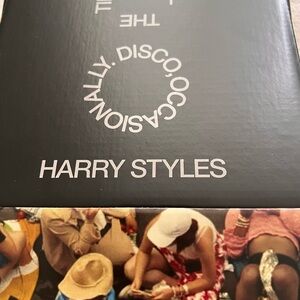 THE
DISCO, OCCASIONALLY.
HARRY STYLES